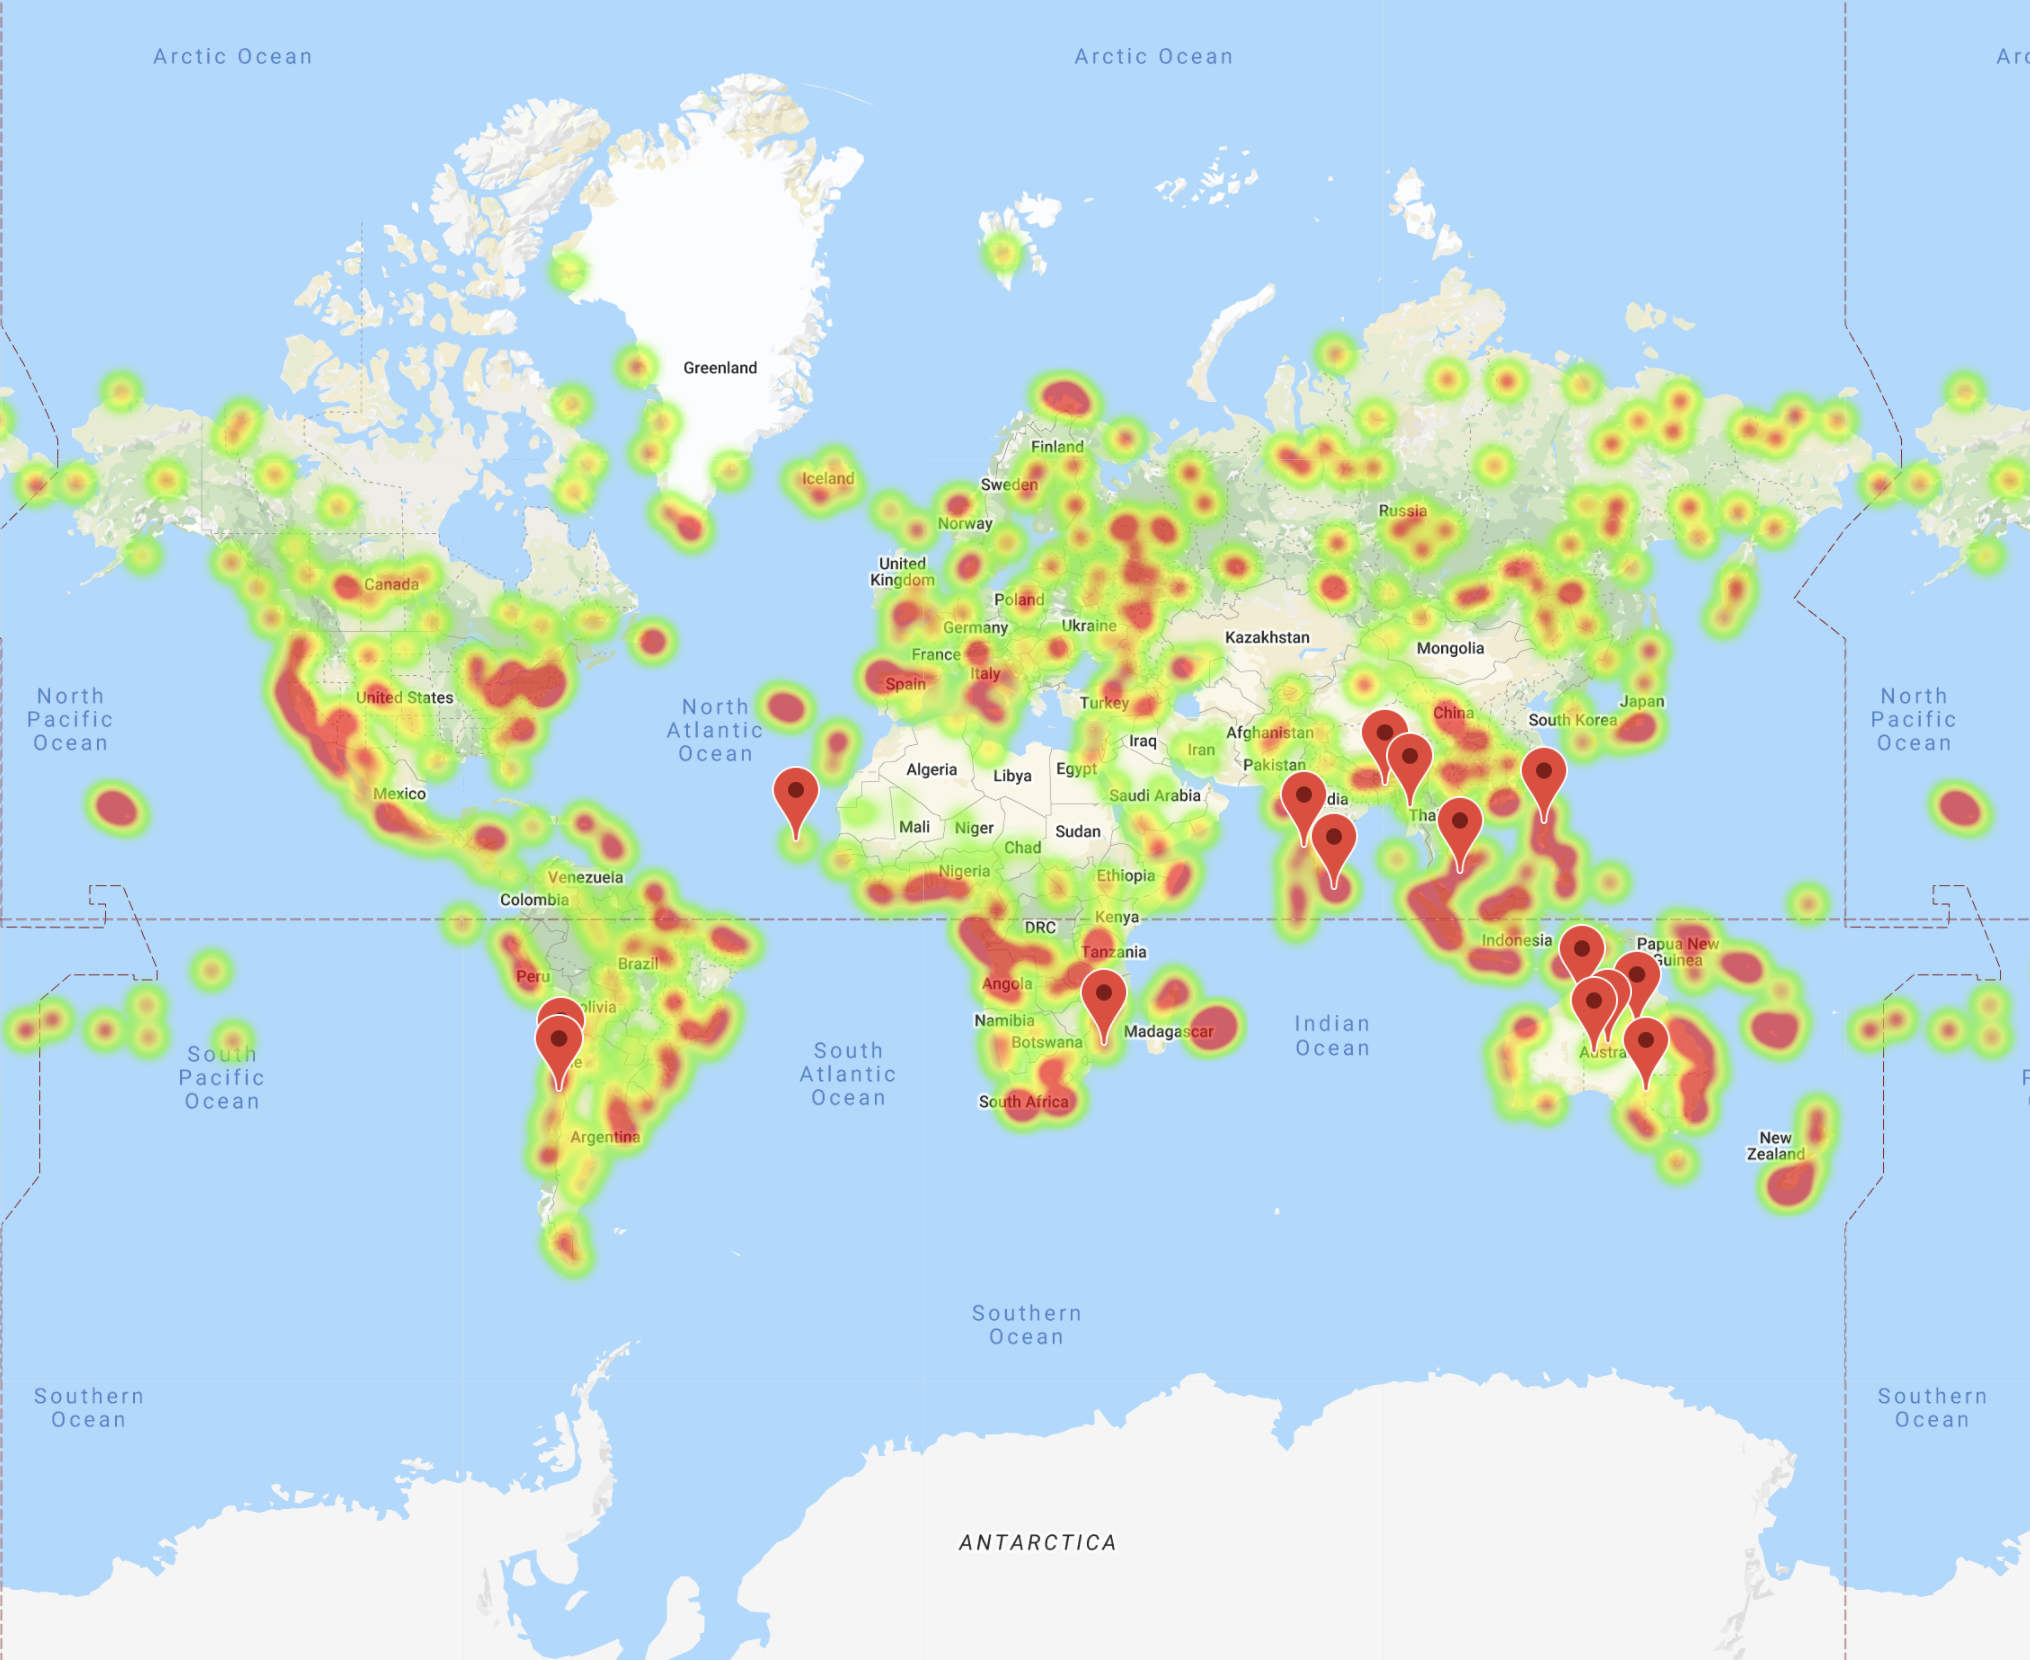 Arctic Ocean
Arctic Ocean
Greenland
Iceland
Finland
Sweden
Norway
Russia
United
Kingdom
Canada
Poland
Germany
Ukraine
Kazakhstan
Mongolia
France
Italy
Spain
United States
Turkey
China
Japan
South Korea
North
Pacific
Ocean
North
Atlantic
Ocean
North
Pacific
Ocean
Afghanistan
Iraq
Iran
Pakistan
Algeria
Libya
Egypt
Mexico
Saudi Arabia
dia
Tha
Mali
Niger
Sudan
Chad
Nigeria
Ethiopia
Venezuela
Colombia
Kenya
DRC
Tanzania
Indonesia
Papua New
Guinea
Peru
Brazil
Angola
olivia
Namibia
Botswana
Madagascar
Indian
Ocean
Austra
South
Pacific
Ocean
South
Atlantic
Ocean
South Africa
Argentina
New
Zealand
Southern
Ocean
Southern
Ocean
Southern
Ocean
ANTARCTICA